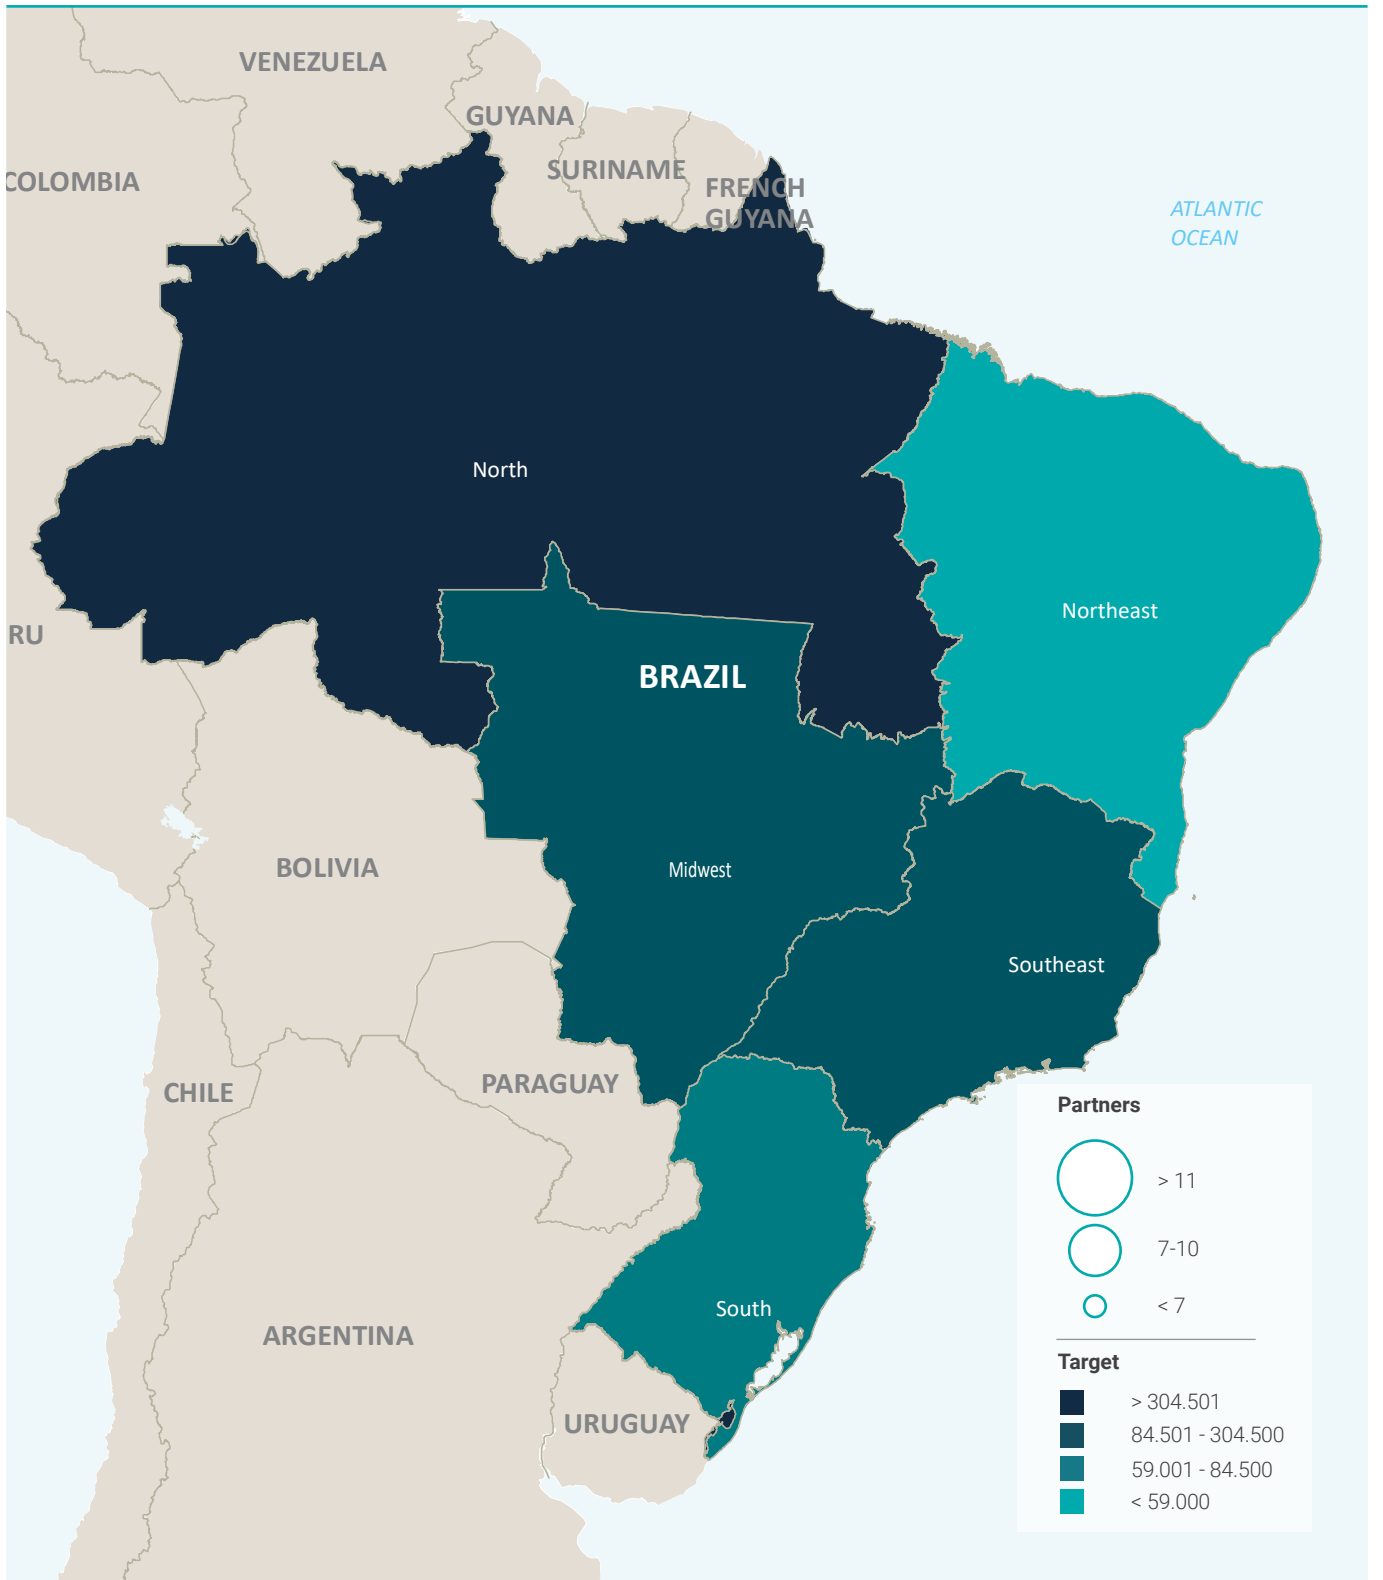 VENEZUELA
GUYANA
SURINAME
COLOMBIA
FRENCH
GUYANA
ATLANTIC
OCEAN
North
Northeast
RU
BRAZIL
BOLIVIA
Midwest
Southeast
CHILE
PARAGUAY
Partners
> 11
7-10
< 7
South
ARGENTINA
URUGUAY
Target
> 304.501
84.501 - 304.500
59.001 - 84.500
< 59.000